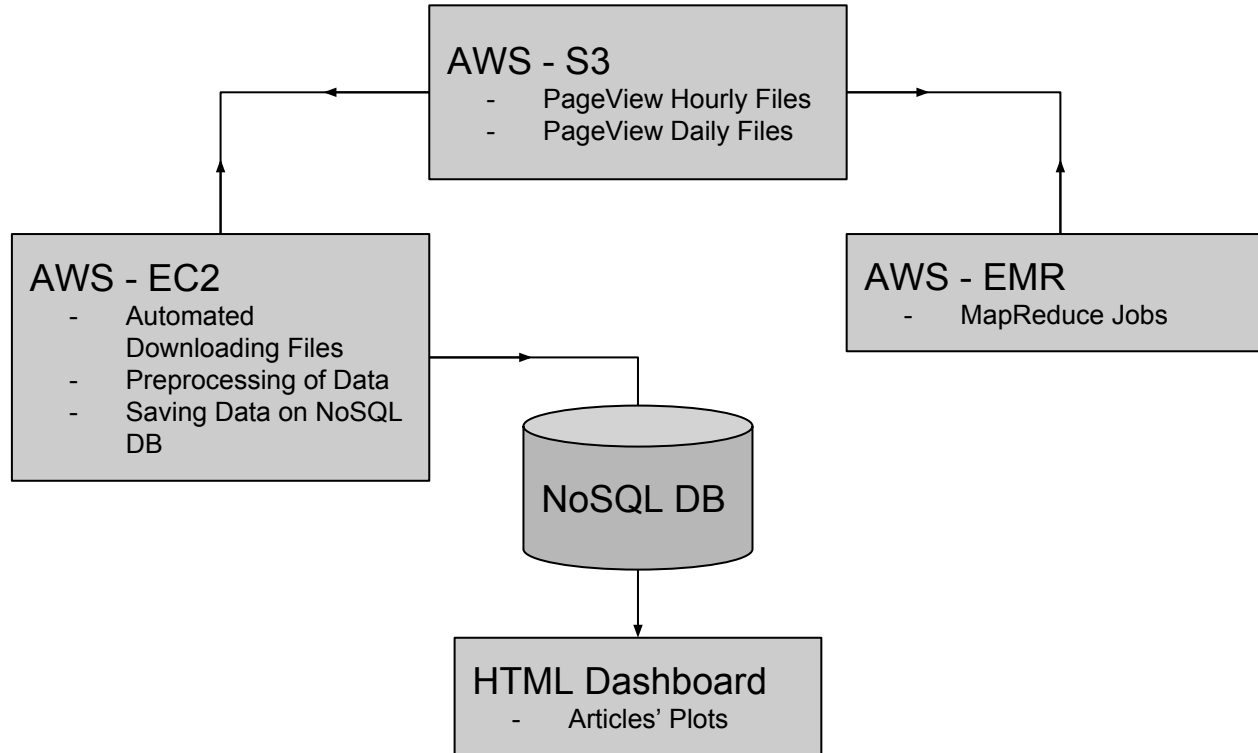 AWS - S3
- PageView Hourly Files
- PageView Daily Files
AWS - EC2
- Automated
Downloading Files
- Preprocessing of Data
- Saving Data on NoSQL
DB
AWS - EMR
- MapReduce Jobs
NoSQL DB
HTML Dashboard
- Articles’ Plots